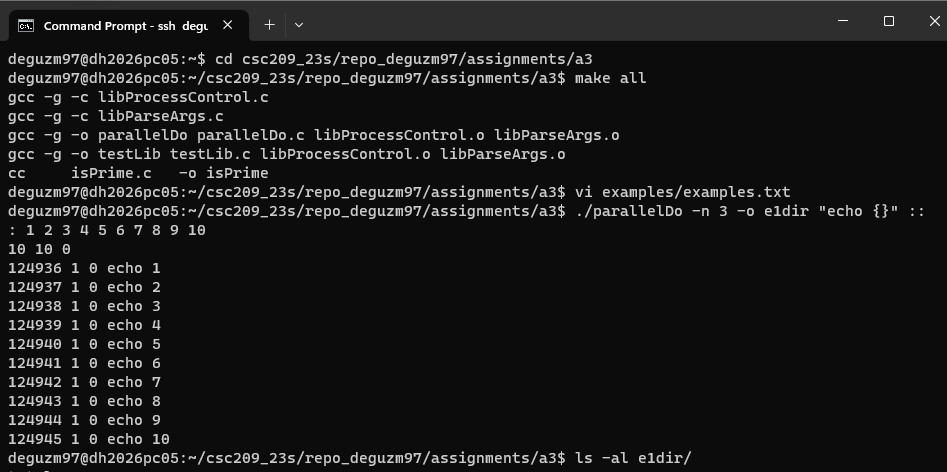 Command Prompt - ssh degu
deguzm97@dh2026pc05:~$ cd csc209_23s/repo_deguzm97/assignments/a3
deguzm97@dh2026pc05:~/csc209_23s/repo_deguzm97/assignments/a3$ make all
gcc -g -c libProcessControl.c
gcc -g -c libParseArgs.c
gcc -g -o parallelDo parallelDo.c libProcessControl.o libParseArgs.o
gcc -g -o testLib testLib.c libProcessControl.o libParseArgs.o
cc     isPrime.c   -o isPrime
deguzm97@dh2026pc05:~/csc209_23s/repo_deguzm97/assignments/a3$ vi examples/examples.txt
deguzm97@dh2026pc05:~/csc209_23s/repo_deguzm97/assignments/a3$ ./parallelDo -n 3 -o e1dir "echo {}" ::
: 1 2 3 4 5 6 7 8 9 10
10 10 0
124936 1 0 echo 1
124937 1 0 echo 2
124938 1 0 echo 3
124939 1 0 echo 4
124940 1 0 echo 5
124941 1 0 echo 6
124942 1 0 echo 7
124943 1 0 echo 8
124944 1 0 echo 9
124945 1 0 echo 10
deguzm97@dh2026pc05:~/csc209_23s/repo_deguzm97/assignments/a3$ ls -al e1dir/